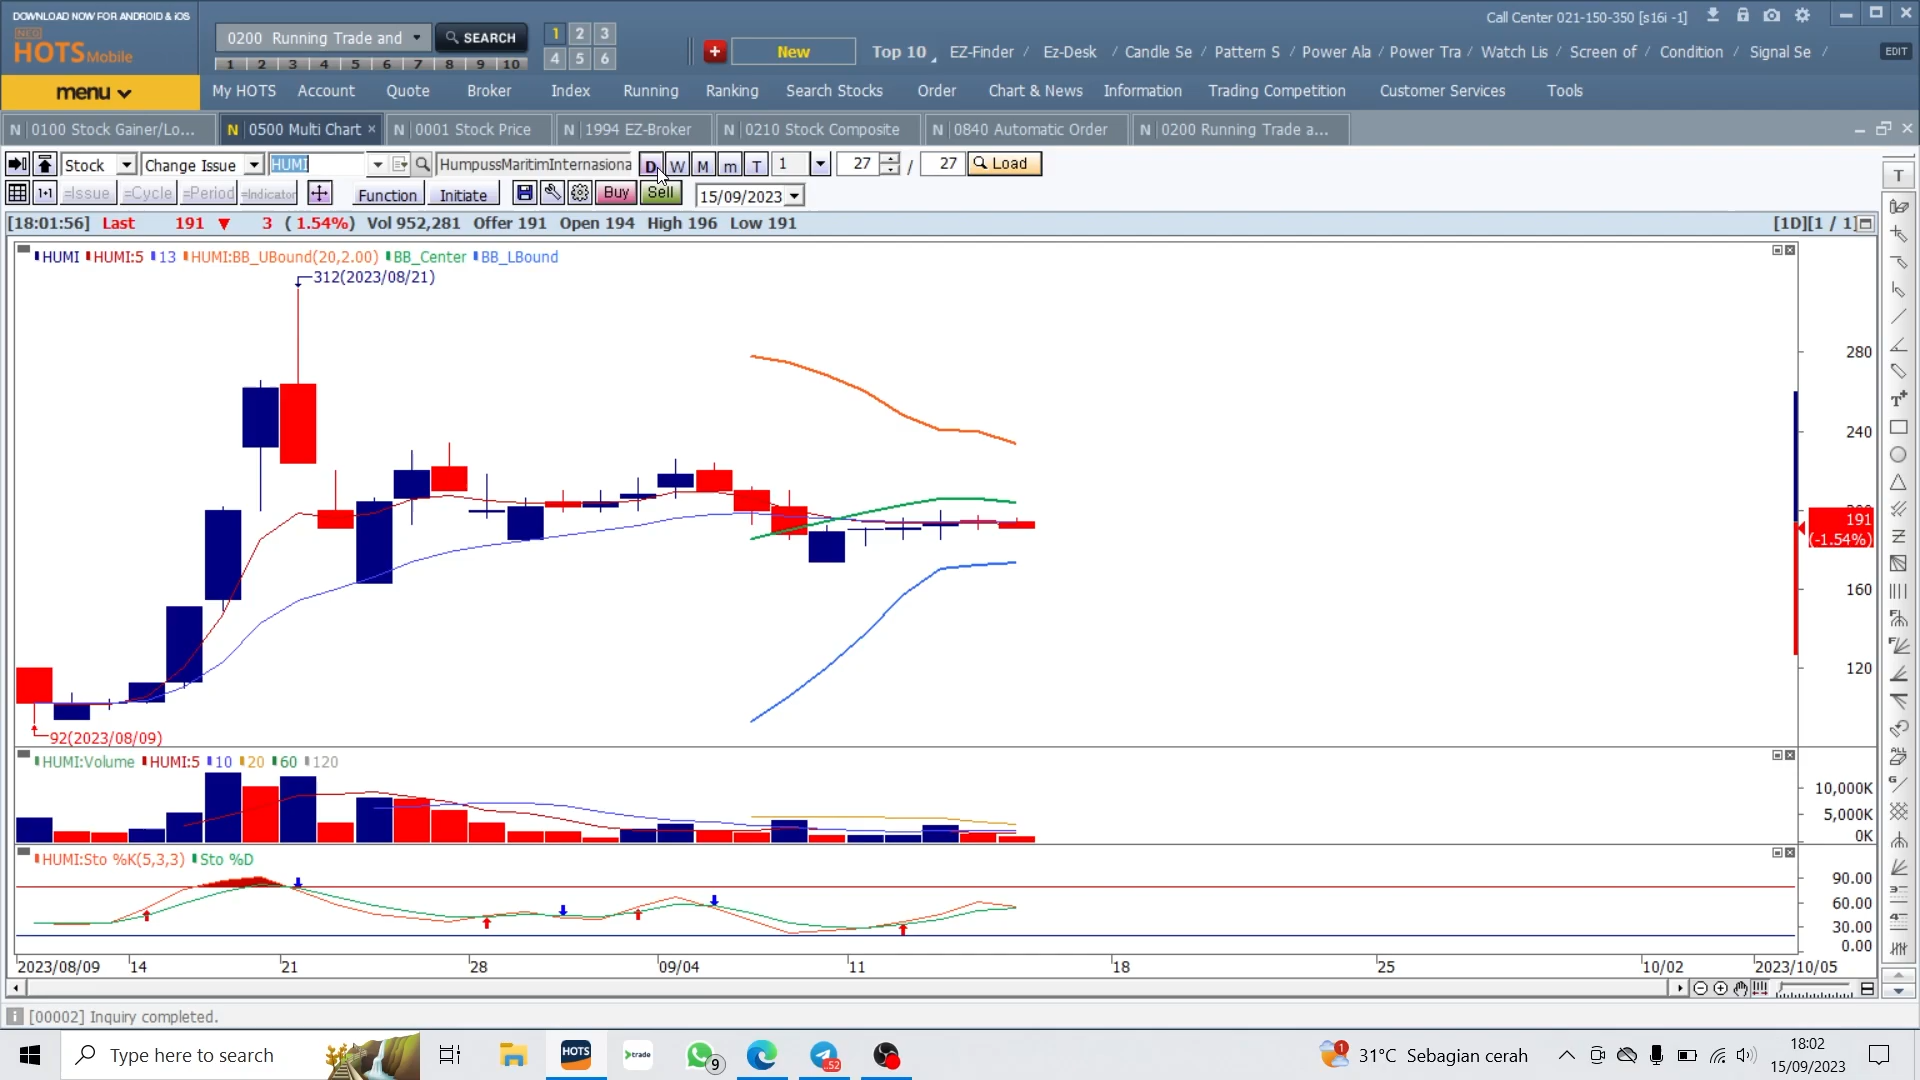 DOWNLOAD NOW FOR ANDROID & iOS
NEO
HOTS Mobile
0200 Running Trade and
SEARCH
1 2 3 4 5 6 7 8 9 10
1 2 3
4 5 6
New
Top 10 EZ-Finder / Ez-Desk / Candle Se / Pattern S / Power Ala / Power Tra / Watch Lis / Screen of / Condition / Signal Se /
EDIT
Call Center 021-150-350 [s16i -1]
menu
My HOTS Account Quote Broker Index Running Ranking Search Stocks Order Chart & News Information Trading Competition Customer Services Tools
N 0100 Stock Gainer/Lo...
N 0500 Multi Chart ×
N 0001 Stock Price
N 1994 EZ-Broker
N 0210 Stock Composite
N 0840 Automatic Order
N 0200 Running Trade a...
Stock Change Issue HUMI HumpussMaritimInternasiona D W M m T 1 27 / 27 Load
1+1 =Issue =Cycle =Period =Indicator Function Initiate Buy Sell 15/09/2023
[18:01:56] Last 191 ▼ 3 ( 1.54%) Vol 952,281 Offer 191 Open 194 High 196 Low 191
[1D][1 / 1]
HUMI HUMI:5 13 HUMI:BB_UBound(20,2.00) BB_Center BB_LBound
312(2023/08/21)
92(2023/08/09)
280
240
191
(-1.54%)
160
120
HUMI:Volume HUMI:5 10 20 60 120
10,000K
5,000K
0K
HUMI:Sto %K(5,3,3) Sto %D
90.00
60.00
30.00
0.00
2023/08/09 14 21 28 09/04 11 18 25 10/02 2023/10/05
[00002] Inquiry completed.
Type here to search
HOTS
trade
9
52
1
31°C Sebagian cerah
18:02
15/09/2023